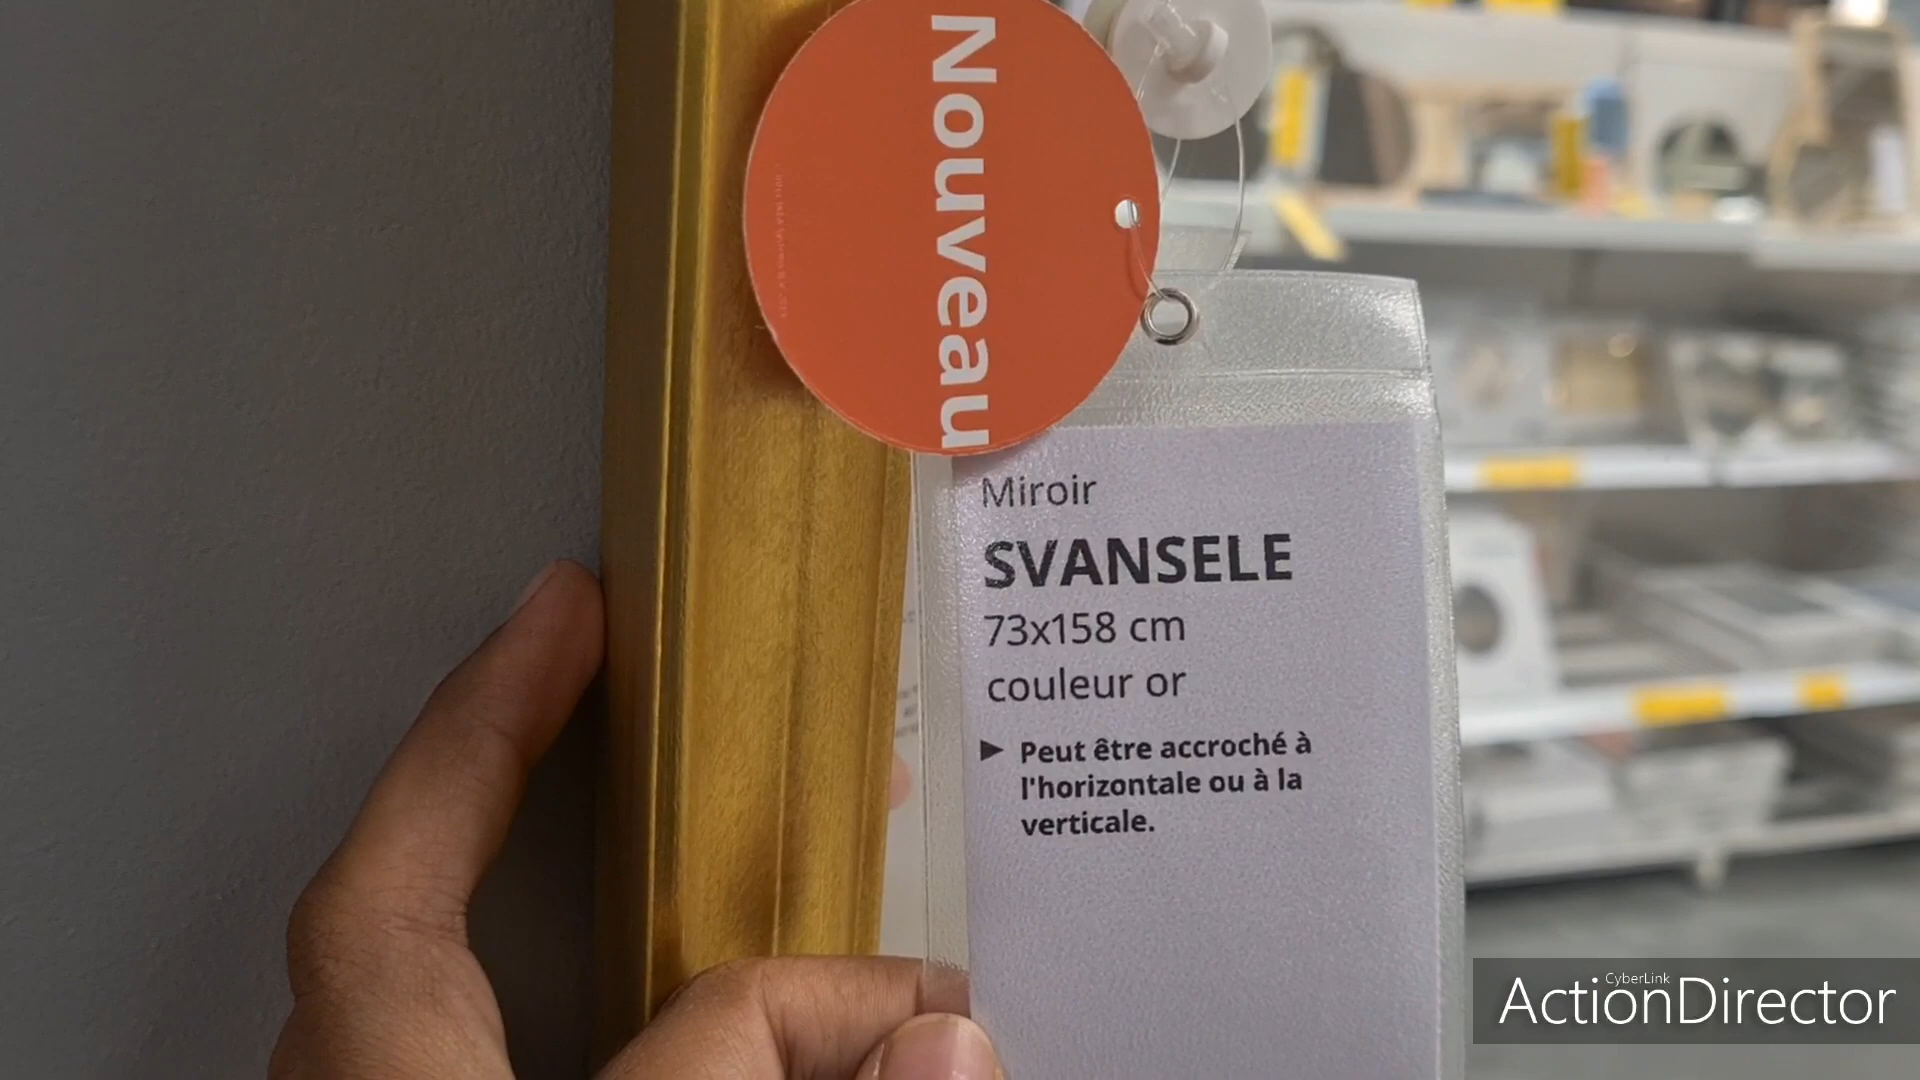 Nouveau
Miroir
SVANSELE
73x158 cm
couleur or
► Peut être accroché à
l'horizontale ou à la
verticale.
CyberLink
ActionDirector